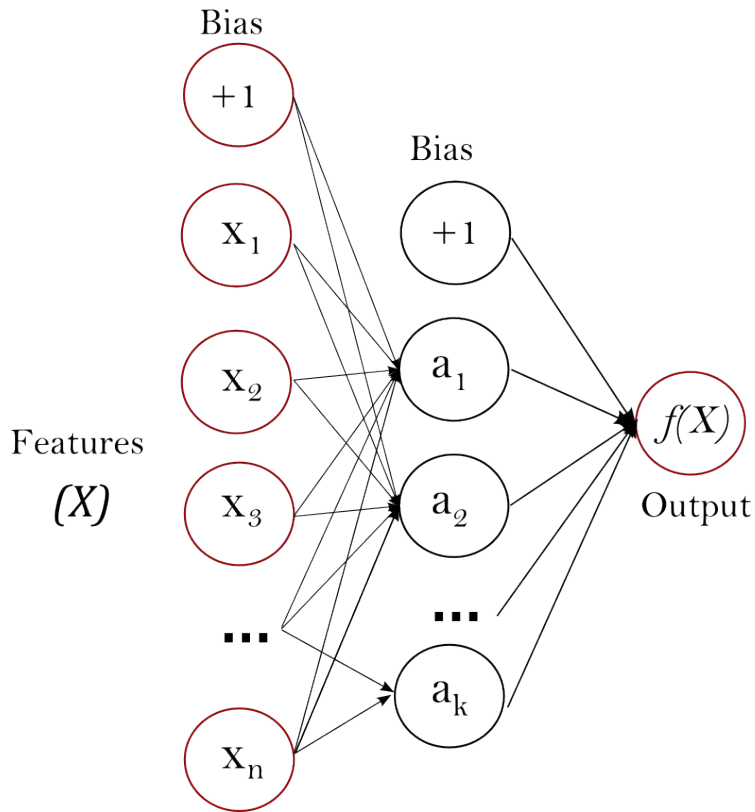 Bias
+1
Bias
x1
+1
a1
x2
f(X)
Features
(X)
x3
a2
Output
...
...
ak
xn